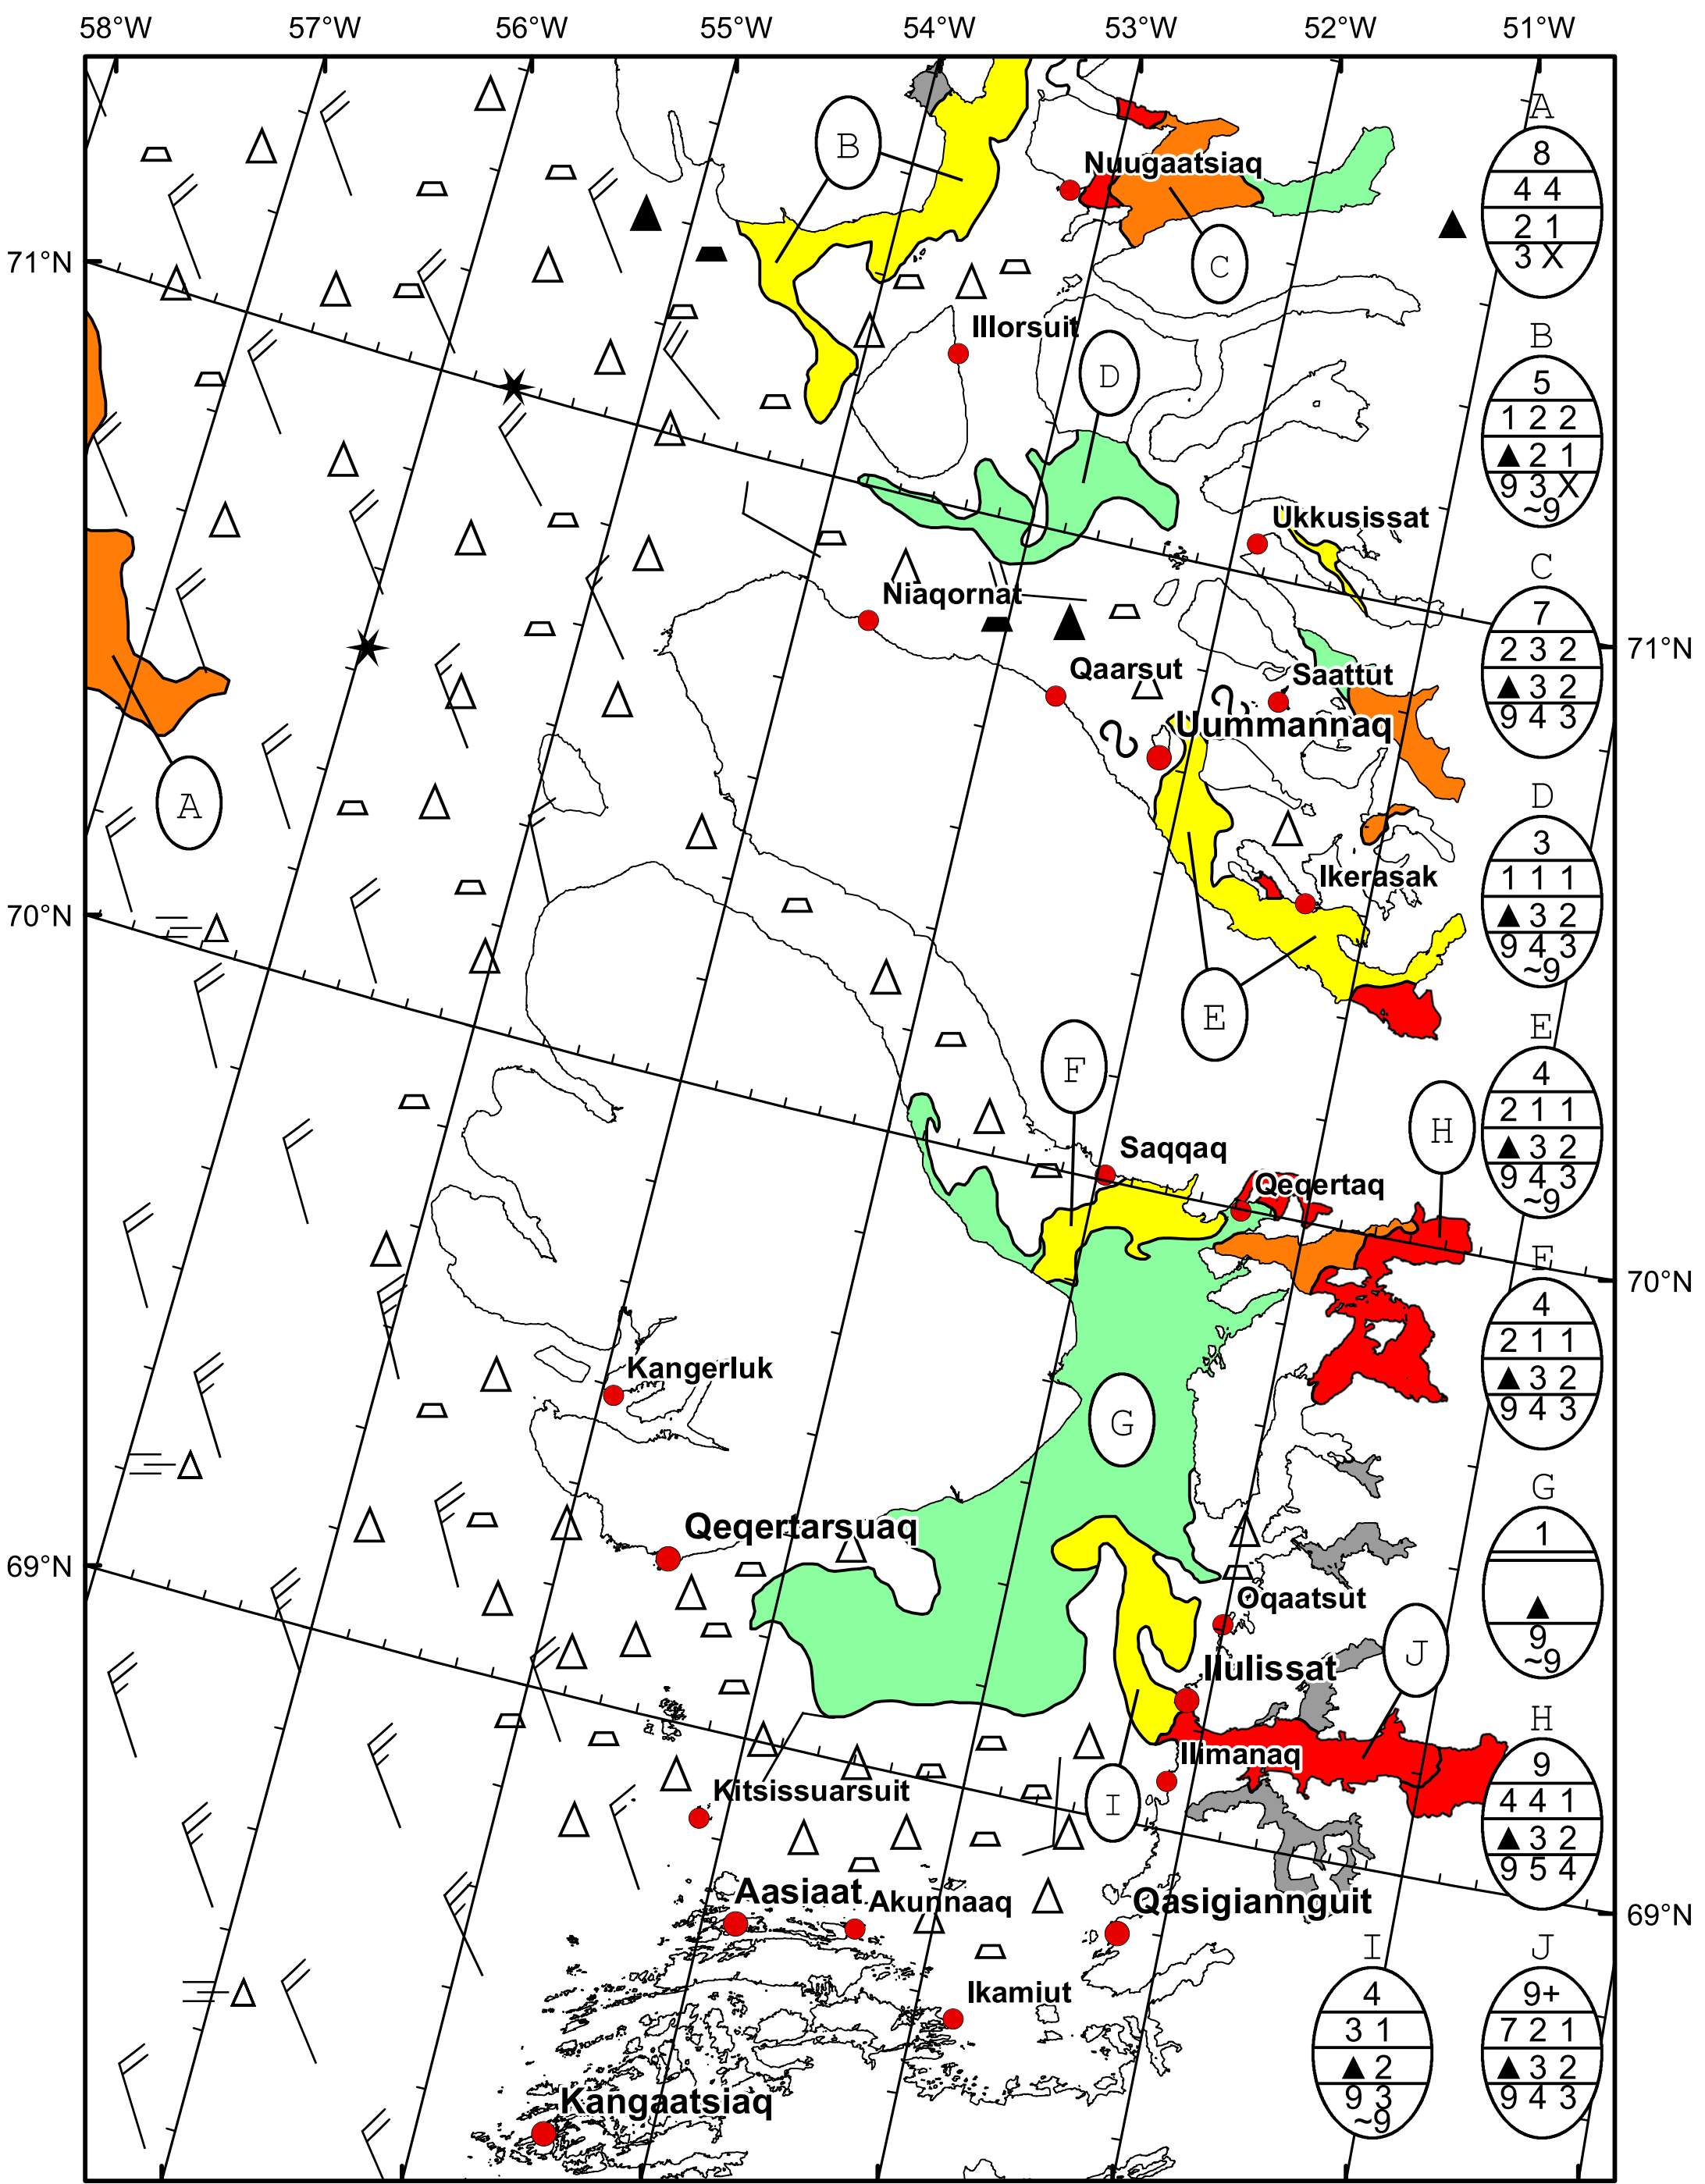 58°W 57°W 56°W 55°W 54°W 53°W 52°W 51°W
A
8
4 4
2 1
3 X
B
Nuugaatsiaq
C
71°N
Illorsuit
D
B
5
1 2 2
▲ 2 1
9 3 X
~9
Ukkusissat
C
7
2 3 2
▲ 3 2
9 4 3
Niaqornat
71°N
Qaarsut
Saattut
Uummannaq
A
D
3
1 1 1
▲ 3 2
9 4 3
~9
Ikerasak
70°N
E
E
4
2 1 1
▲ 3 2
9 4 3
~9
F
H
Saqqaq
Qeqertaq
70°N
F
4
2 1 1
▲ 3 2
9 4 3
Kangerluk
G
G
1
▲
9
~9
Qeqertarsuaq
69°N
Oqaatsut
J
Ilulissat
H
9
4 4 1
▲ 3 2
9 5 4
Ilimanaq
Kitsissuarsuit
I
Aasiaat
Akunnaaq
Qasigiannguit
69°N
Ikamiut
I
4
3 1
▲ 2
9 3
~9
J
9+
7 2 1
▲ 3 2
9 4 3
Kangaatsiaq